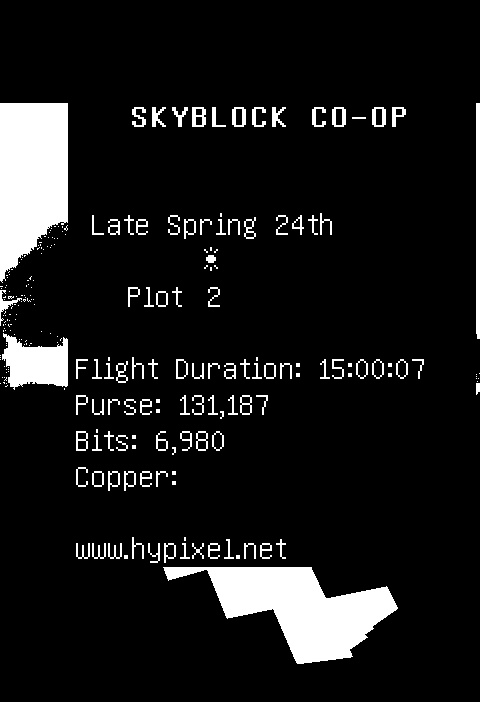 SKYBLOCK CO-OP
Late Spring 24th
Plot 2
Flight Duration: 15:00:07
Purse: 131,187
Bits: 6,980
Copper:
www.hypixel.net